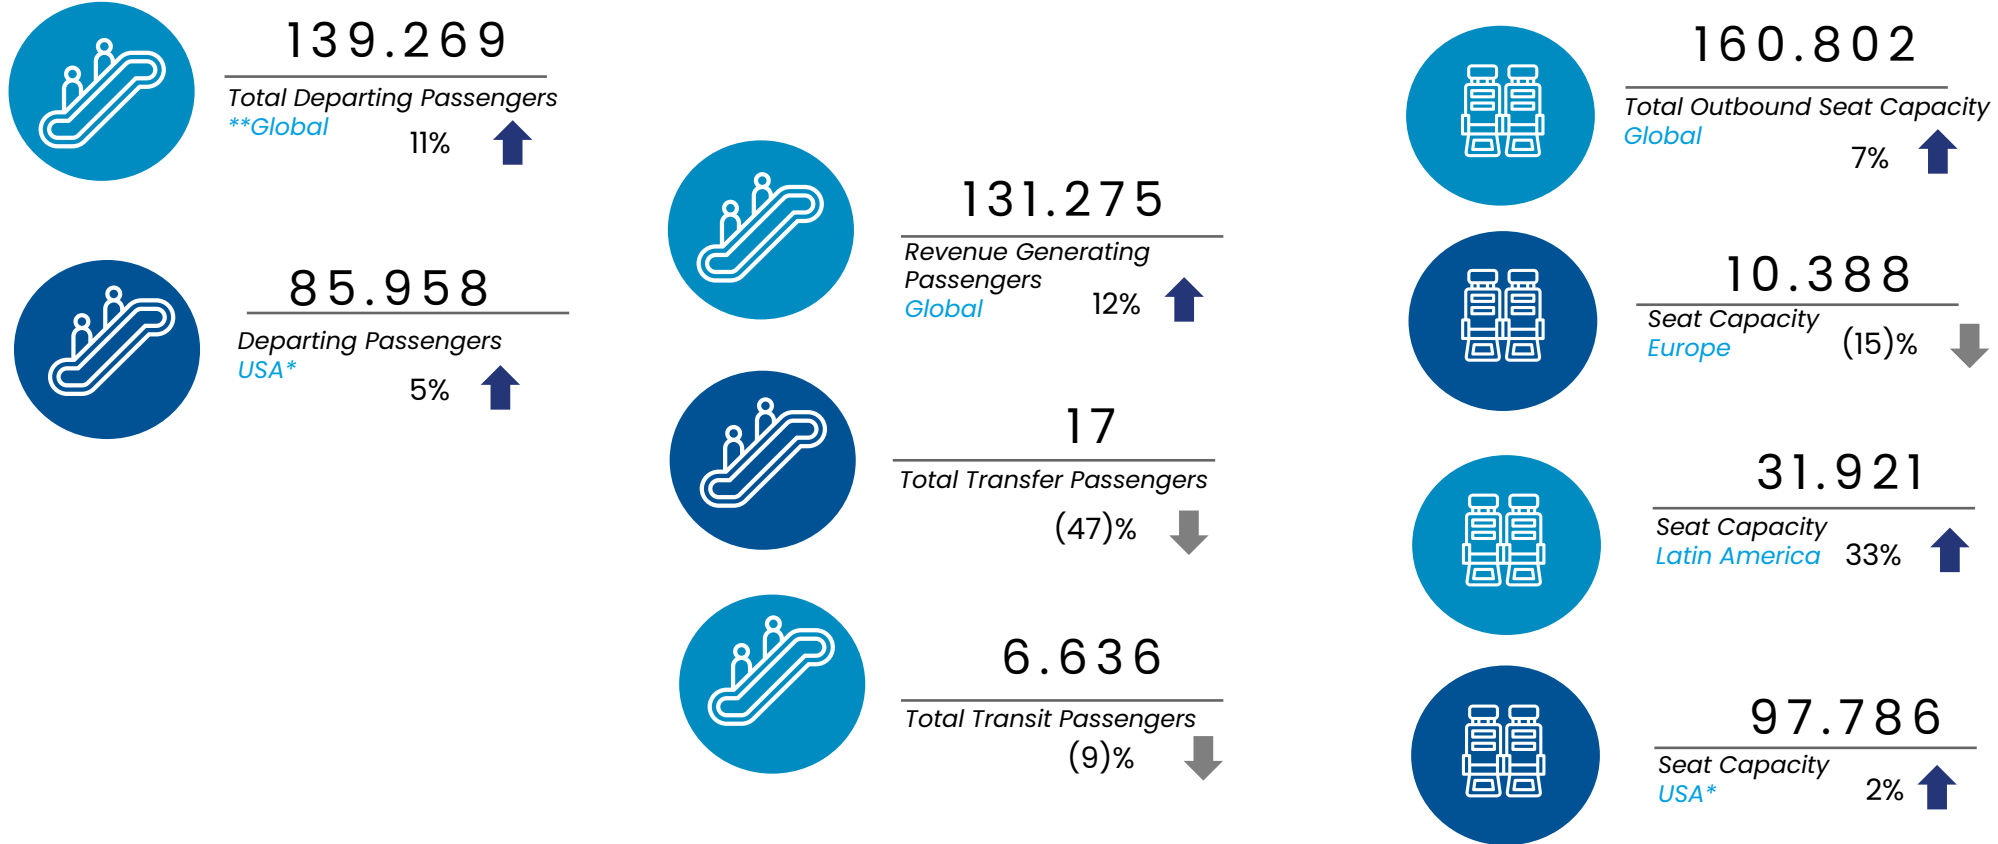 139.269
Total Departing Passengers
**Global
11%
85.958
Departing Passengers
USA*
5%
131.275
Revenue Generating
Passengers
Global
12%
17
Total Transfer Passengers
(47)%
6.636
Total Transit Passengers
(9)%
160.802
Total Outbound Seat Capacity
Global
7%
10.388
Seat Capacity
Europe
(15)%
31.921
Seat Capacity
Latin America
33%
97.786
Seat Capacity
USA*
2%